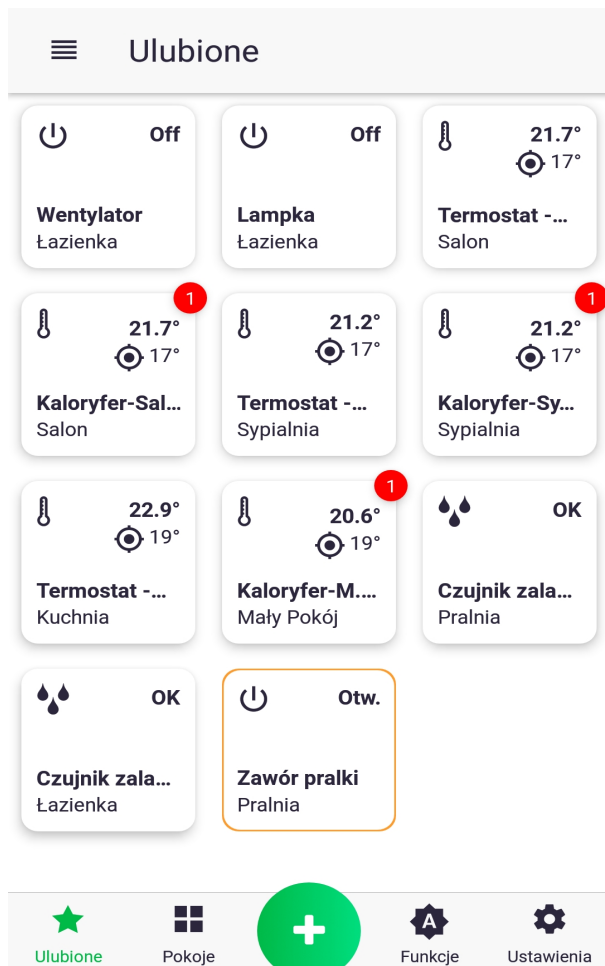 Ulubione
Off
Wentylator
Łazienka
Off
Lampka
Łazienka
21.7°
17°
Termostat -...
Salon
1
21.7°
17°
Kaloryfer-Sal...
Salon
21.2°
17°
Termostat -...
Sypialnia
1
21.2°
17°
Kaloryfer-Sy...
Sypialnia
22.9°
19°
Termostat -...
Kuchnia
1
20.6°
19°
Kaloryfer-M....
Mały Pokój
OK
Czujnik zala...
Pralnia
OK
Czujnik zala...
Łazienka
Otw.
Zawór pralki
Pralnia
Ulubione
Pokoje
A
Funkcje
Ustawienia